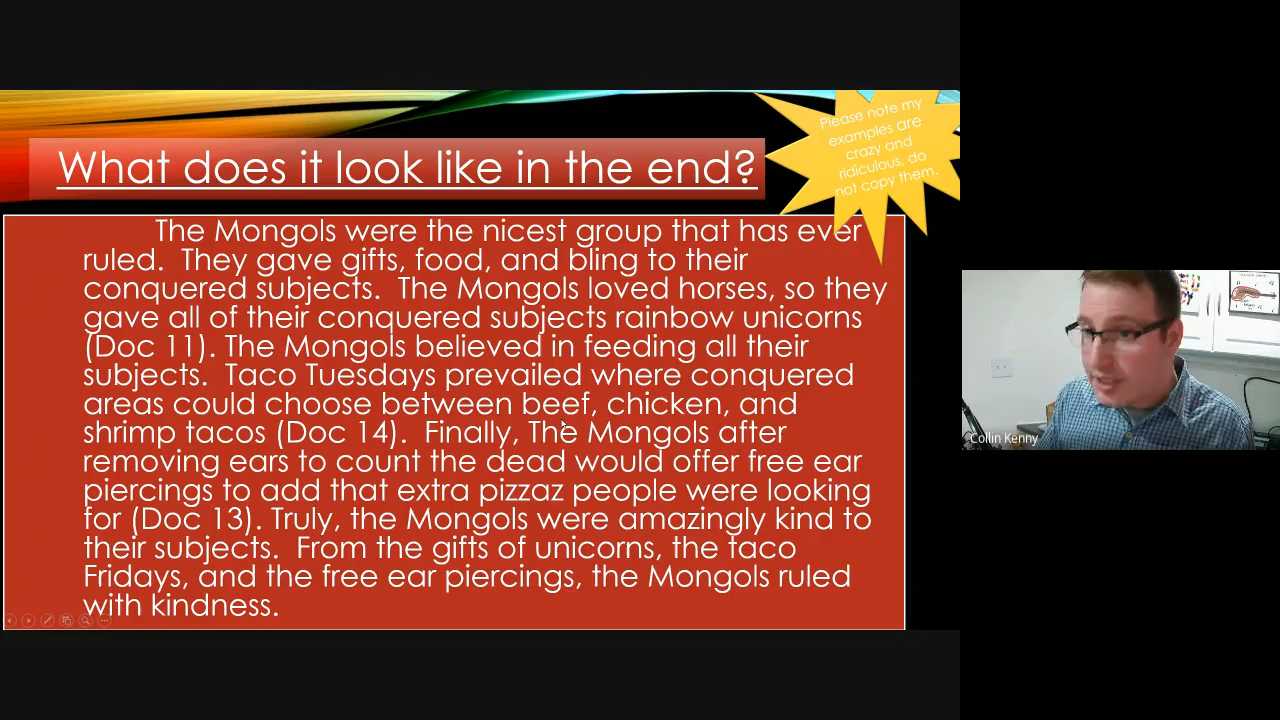 What does it look like in the end?
Please note my
examples are
crazy and
ridiculous, do
not copy them.
The Mongols were the nicest group that has ever
ruled.  They gave gifts, food, and bling to their
conquered subjects.  The Mongols loved horses, so they
gave all of their conquered subjects rainbow unicorns
(Doc 11). The Mongols believed in feeding all their
subjects.  Taco Tuesdays prevailed where conquered
areas could choose between beef, chicken, and
shrimp tacos (Doc 14).  Finally, The Mongols after
removing ears to count the dead would offer free ear
piercings to add that extra pizzaz people were looking
for (Doc 13). Truly, the Mongols were amazingly kind to
their subjects.  From the gifts of unicorns, the taco
Fridays, and the free ear piercings, the Mongols ruled
with kindness.
Collin Kenny